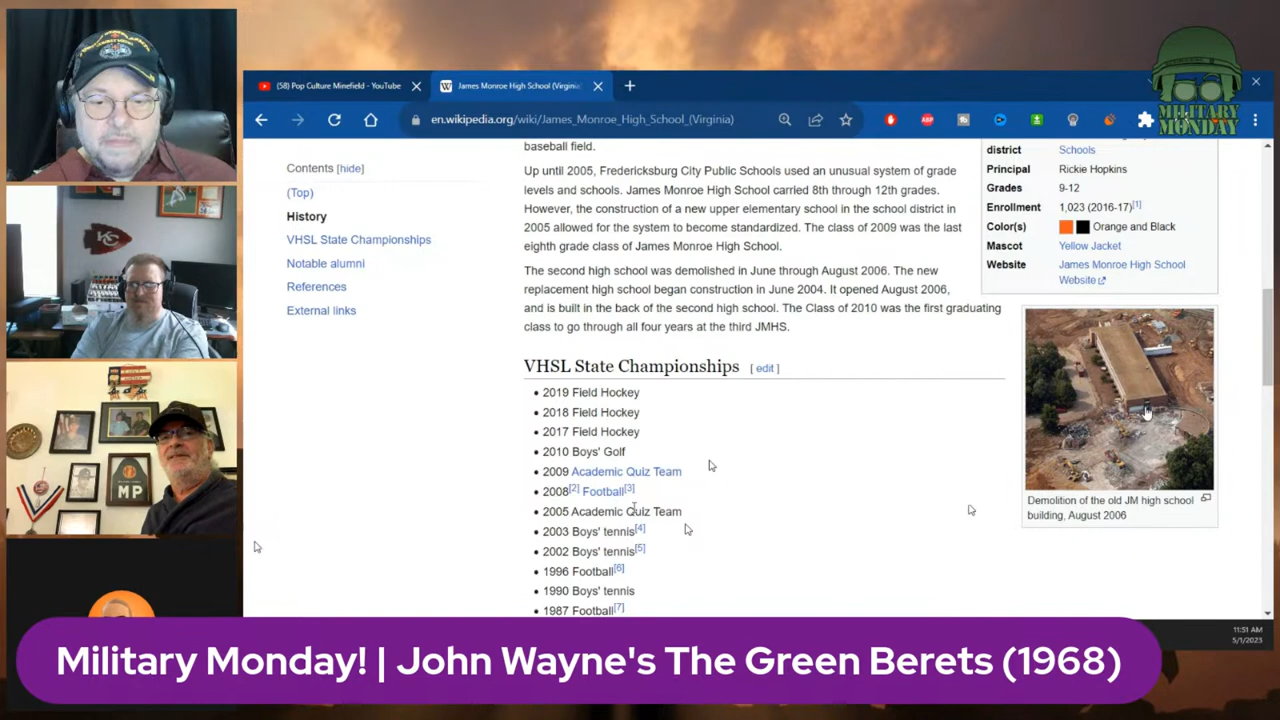 (58) Pop Culture Minefield - YouTube
W
James Monroe High School (Virginia
en.wikipedia.org/wiki/James_Monroe_High_School_(Virginia)
ABP
MILITARY
MONDAY
Contents [hide]
(Top)
History
VHSL State Championships
Notable alumni
References
External links
baseball field.
Up until 2005, Fredericksburg City Public Schools used an unusual system of grade
levels and schools. James Monroe High School carried 8th through 12th grades.
However, the construction of a new upper elementary school in the school district in
2005 allowed for the system to become standardized. The class of 2009 was the last
eighth grade class of James Monroe High School.
The second high school was demolished in June through August 2006. The new
replacement high school began construction in June 2004. It opened August 2006,
and is built in the back of the second high school. The Class of 2010 was the first graduating
class to go through all four years at the third JMHS.
VHSL State Championships [ edit ]
• 2019 Field Hockey
• 2018 Field Hockey
• 2017 Field Hockey
• 2010 Boys' Golf
• 2009 Academic Quiz Team
• 2008[2] Football[3]
• 2005 Academic Quiz Team
• 2003 Boys' tennis[4]
• 2002 Boys' tennis[5]
• 1996 Football[6]
• 1990 Boys' tennis
• 1987 Football[7]
district Schools
Principal Rickie Hopkins
Grades 9-12
Enrollment 1,023 (2016-17)[1]
Color(s) Orange and Black
Mascot Yellow Jacket
Website James Monroe High School
Website
Demolition of the old JM high school
building, August 2006
KC
MP
11:51 AM
5/1/2023
Military Monday! | John Wayne's The Green Berets (1968)